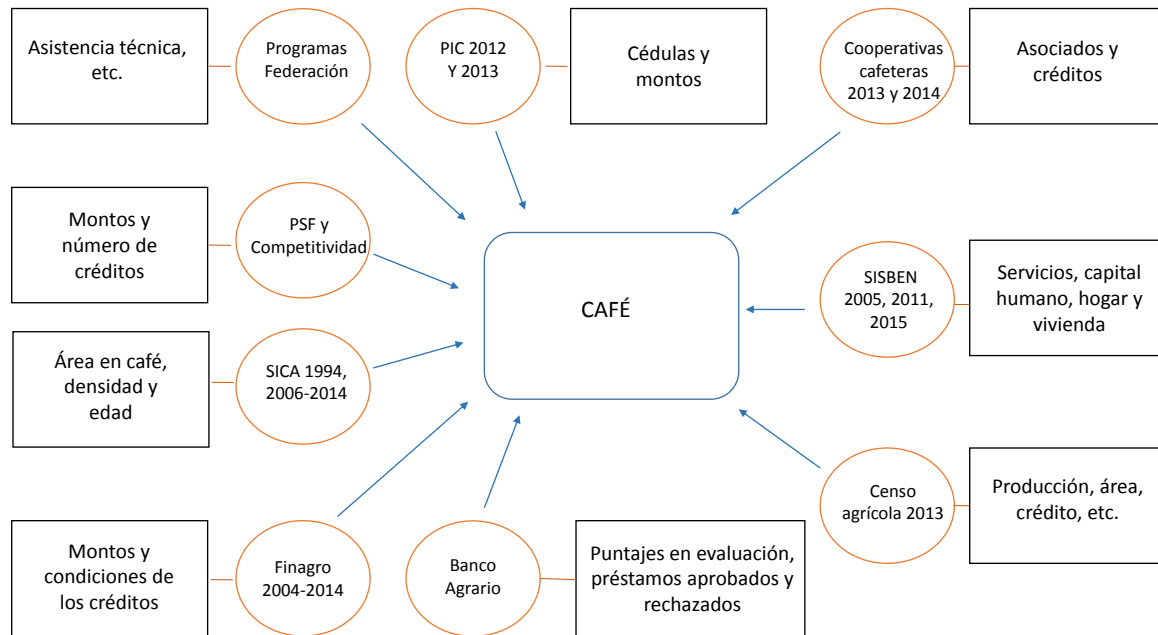 Asistencia técnica,
etc.
Programas
Federación
PIC 2012
Y 2013
Cédulas y
montos
Cooperativas
cafeteras
2013 y 2014
Asociados y
créditos
Montos y
número de
créditos
PSF y
Competitividad
CAFÉ
SISBEN
2005, 2011,
2015
Servicios, capital
humano, hogar y
vivienda
Área en café,
densidad y
edad
SICA 1994,
2006-2014
Censo
agrícola 2013
Producción, área,
crédito, etc.
Montos y
condiciones de
los créditos
Finagro
2004-2014
Banco
Agrario
Puntajes en evaluación,
préstamos aprobados y
rechazados